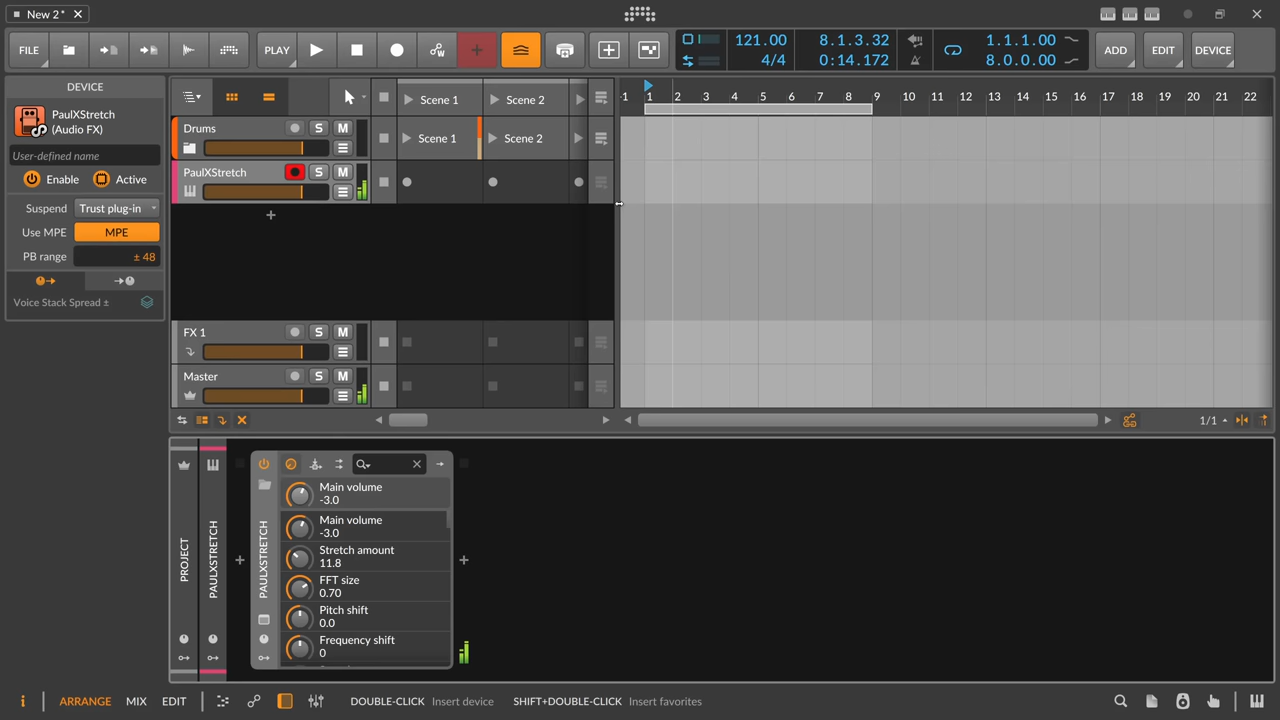 New 2*
FILE
PLAY
121.00
4/4
8.1.3.32
0:14.172
1.1.1.00
8.0.0.00
ADD
EDIT
DEVICE
DEVICE
PaulXStretch
(Audio FX)
User-defined name
Enable
Active
Suspend
Trust plug-in
Use MPE
MPE
PB range
± 48
Voice Stack Spread ±
Scene 1
Scene 2
-1 1 2 3 4 5 6 7 8 9 10 11 12 13 14 15 16 17 18 19 20 21 22
Drums
S
M
Scene 1
Scene 2
PaulXStretch
S
M
FX 1
S
M
Master
S
M
1/1
PROJECT
PAULXSTRETCH
PAULXSTRETCH
Main volume
-3.0
Main volume
-3.0
Stretch amount
11.8
FFT size
0.70
Pitch shift
0.0
Frequency shift
0
i
ARRANGE
MIX
EDIT
DOUBLE-CLICK Insert device
SHIFT+DOUBLE-CLICK Insert favorites